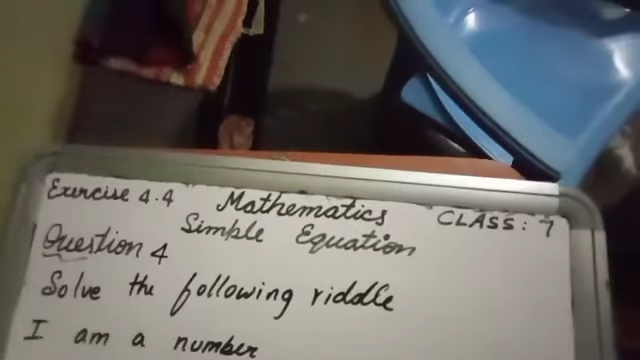 Exercise 4.4 Mathematics CLASS: 7
Simple Equation
Question 4
Solve the following riddle
I am a number